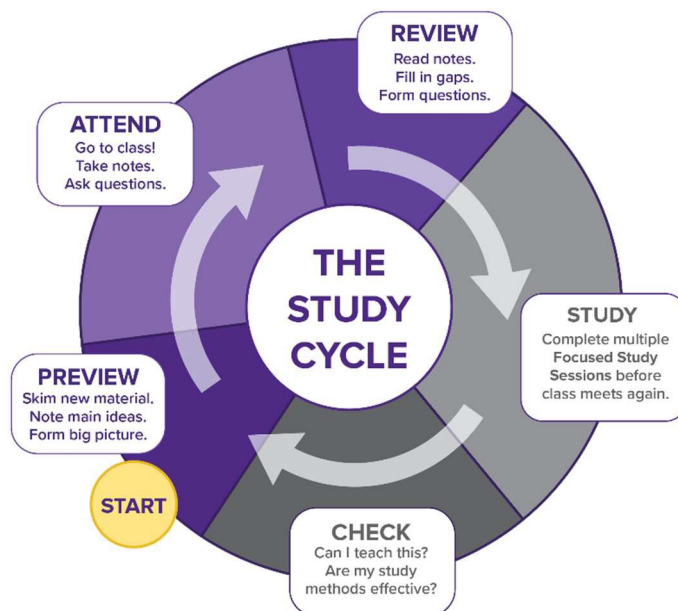 REVIEW
Read notes.
Fill in gaps.
Form questions.
ATTEND
Go to class!
Take notes.
Ask questions.
THE
STUDY
CYCLE
STUDY
Complete multiple
Focused Study
Sessions before
class meets again.
PREVIEW
Skim new material.
Note main ideas.
Form big picture.
START
CHECK
Can I teach this?
Are my study
methods effective?